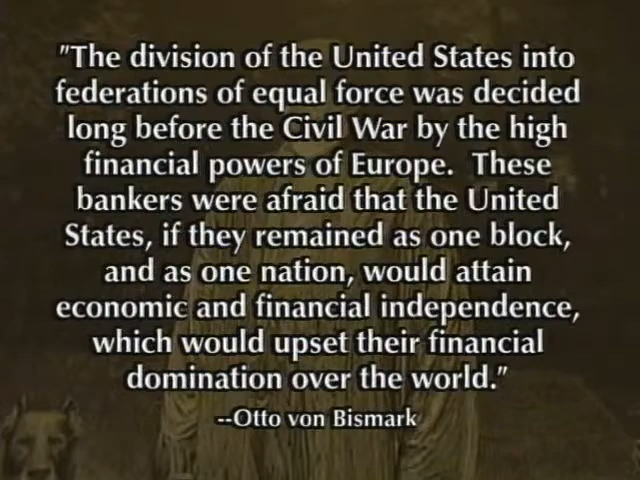 "The division of the United States into
federations of equal force was decided
long before the Civil War by the high
financial powers of Europe.  These
bankers were afraid that the United
States, if they remained as one block,
and as one nation, would attain
economic and financial independence,
which would upset their financial
domination over the world."
--Otto von Bismark